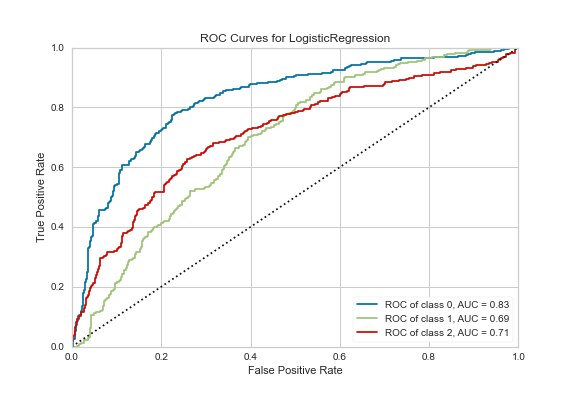 ROC Curves for LogisticRegression
True Positive Rate
1.0
0.8
0.6
0.4
0.2
0.0
0.0 0.2 0.4 0.6 0.8 1.0
False Positive Rate
ROC of class 0, AUC = 0.83
ROC of class 1, AUC = 0.69
ROC of class 2, AUC = 0.71